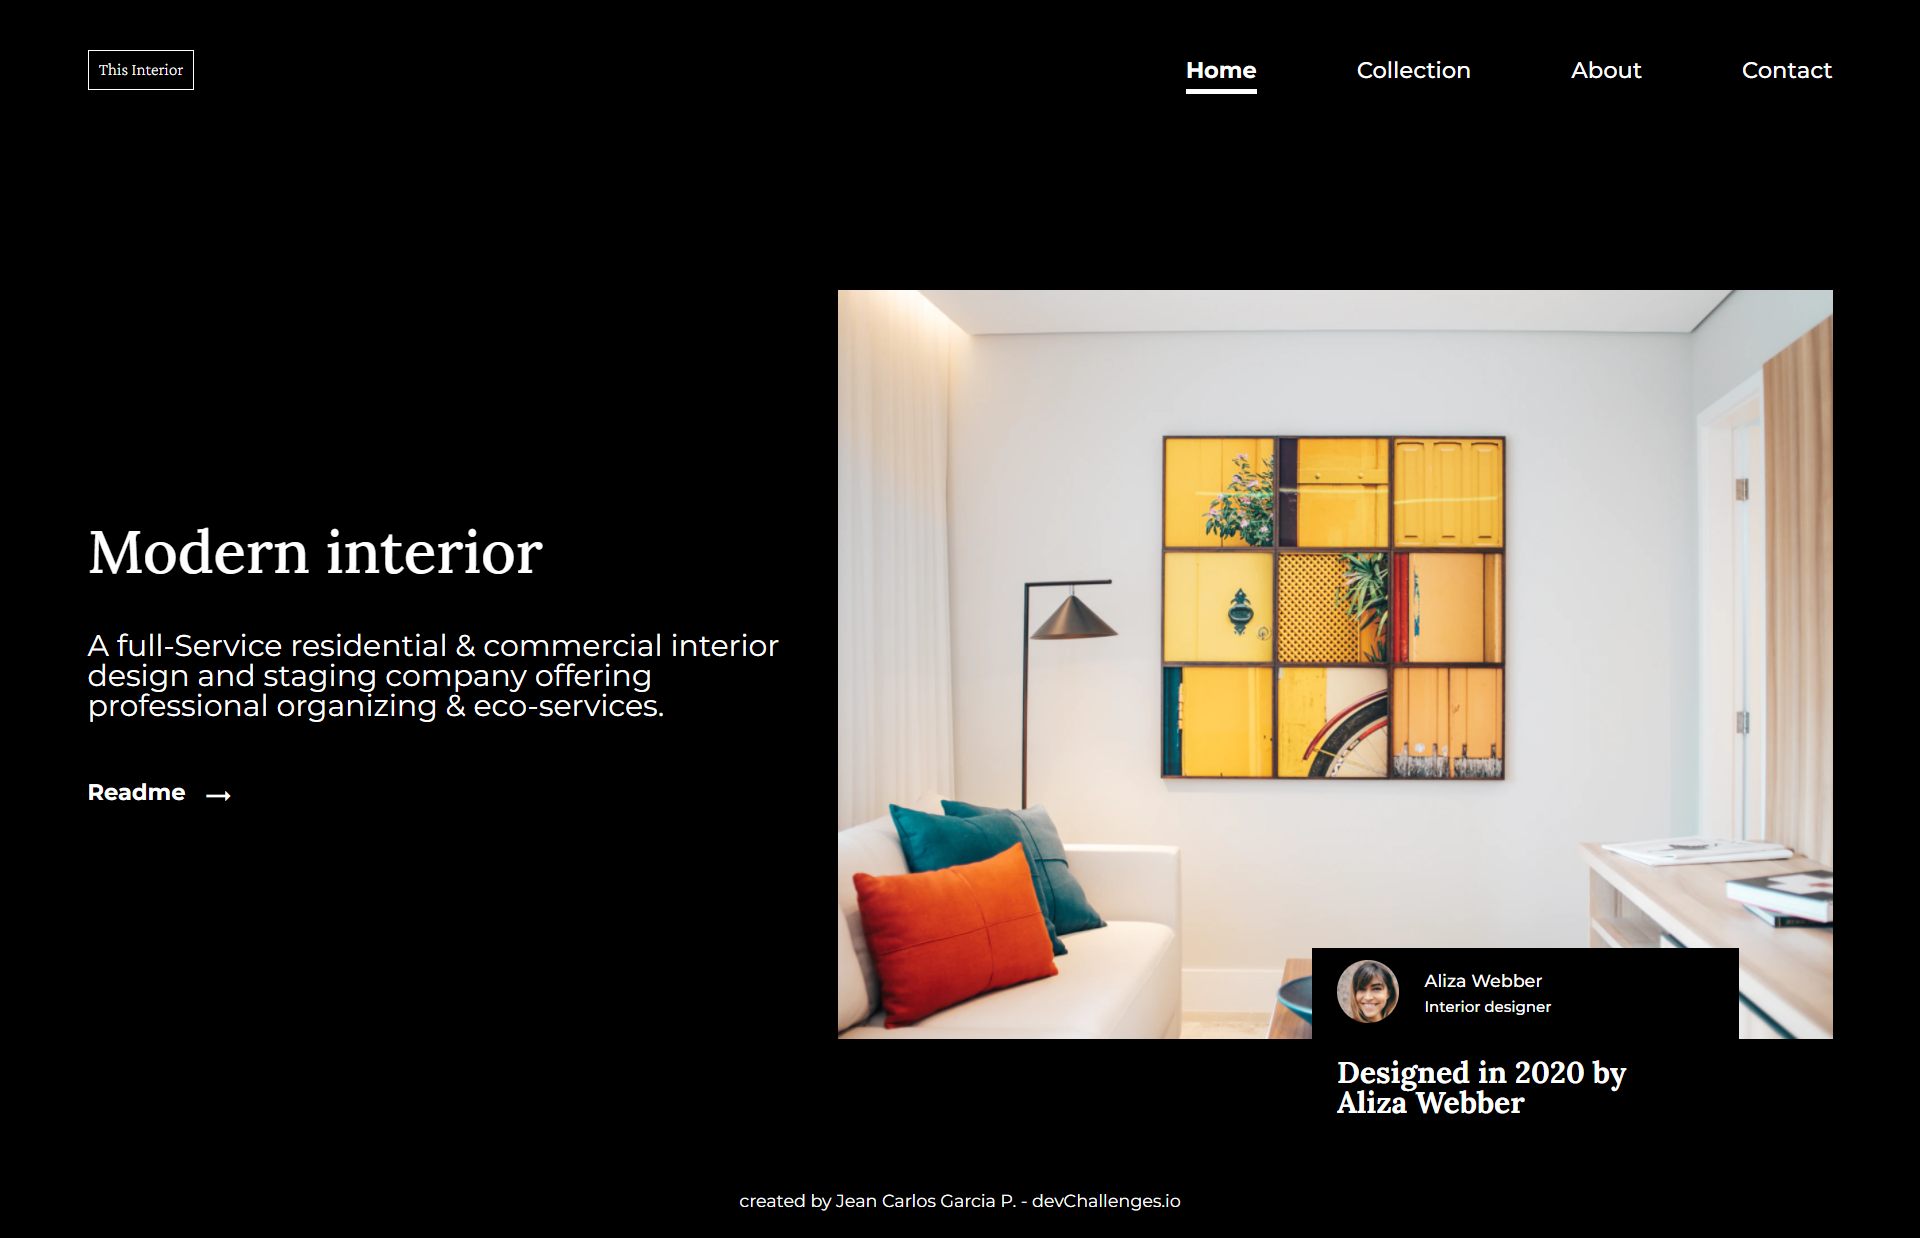 This Interior
Home
Collection
About
Contact
Modern interior
A full-Service residential & commercial interior
design and staging company offering
professional organizing & eco-services.
Readme
Aliza Webber
Interior designer
Designed in 2020 by
Aliza Webber
created by Jean Carlos Garcia P. - devChallenges.io